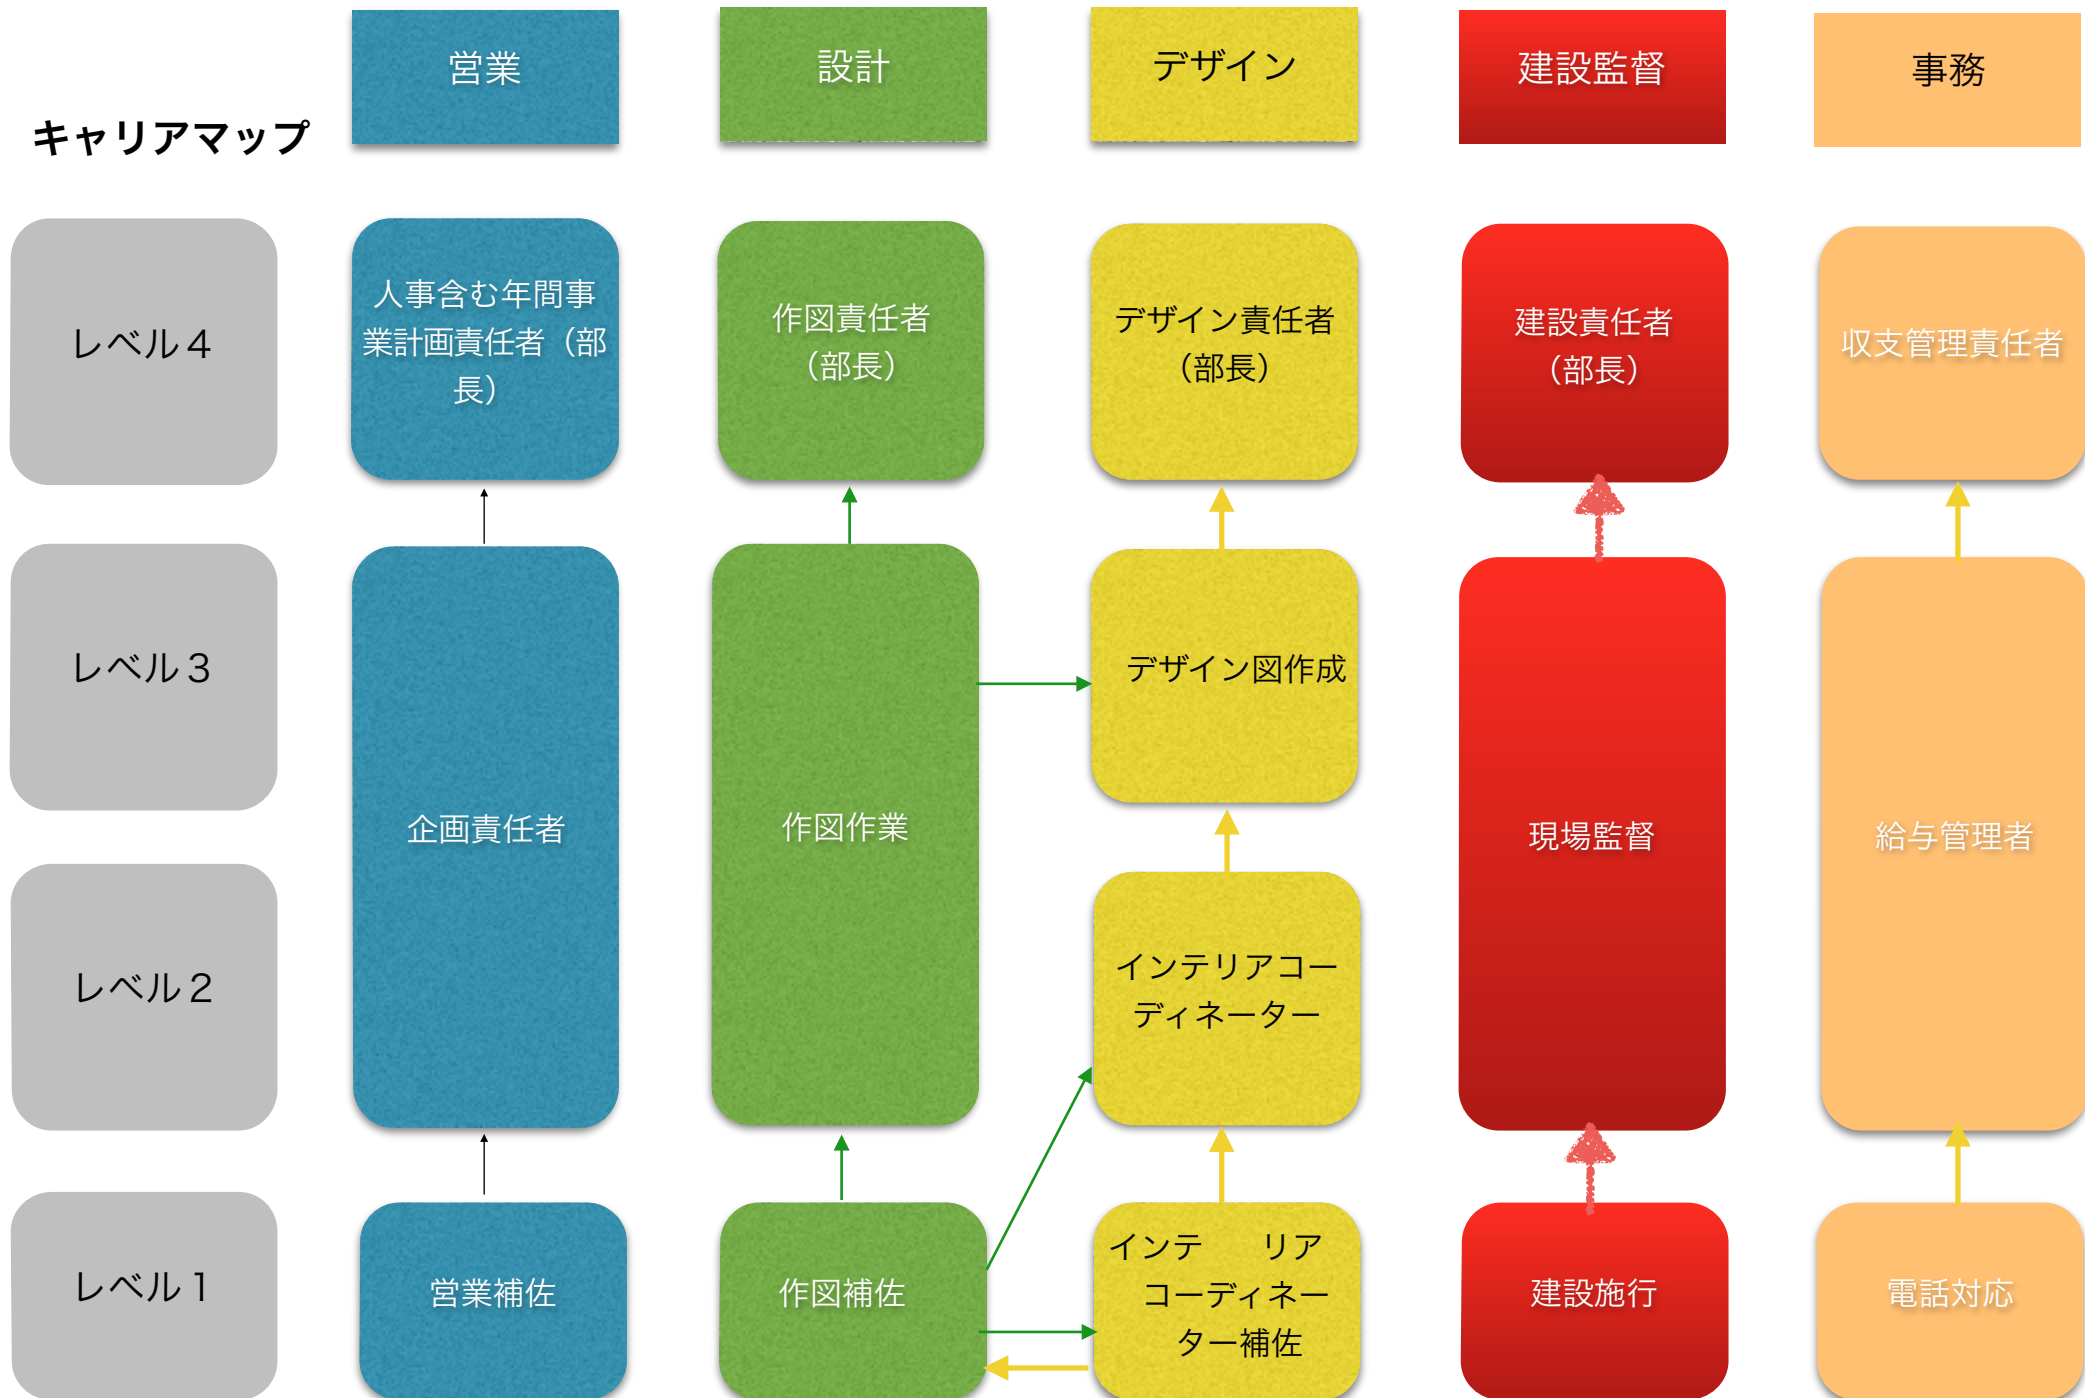 営業
設計
デザイン
建設監督
事務
キャリアマップ
レベル４
人事含む年間事
業計画責任者（部
長）
作図責任者
（部長）
デザイン責任者
（部長）
建設責任者
（部長）
収支管理責任者
レベル３
デザイン図作成
企画責任者
作図作業
現場監督
給与管理者
レベル２
インテリアコー
ディネーター
レベル１
営業補佐
作図補佐
インテ　リア
コーディネー
ター補佐
建設施行
電話対応